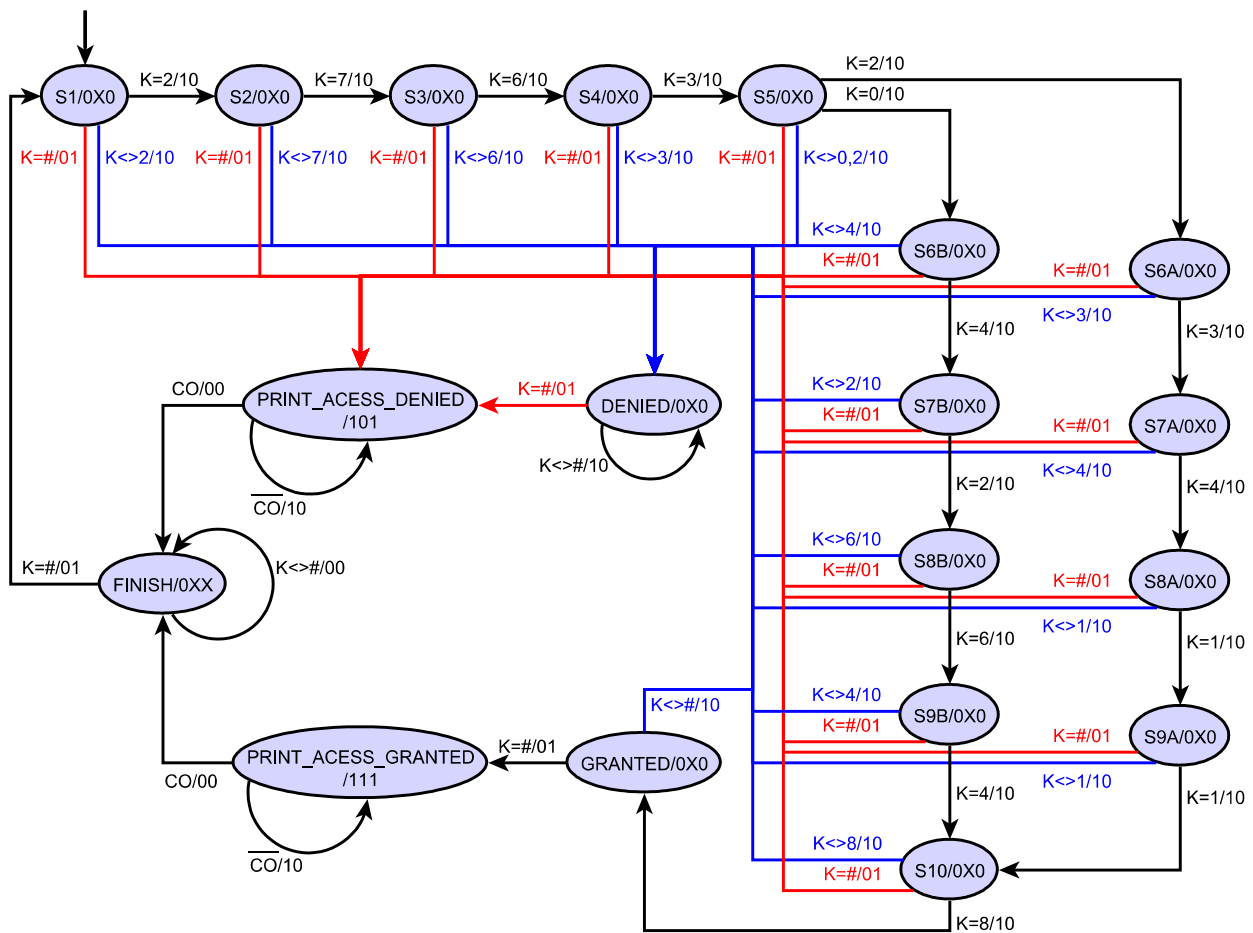 K=2/10
K=2/10
K=7/10
K=6/10
K=3/10
K=0/10
S1/0X0
S2/0X0
S3/0X0
S4/0X0
S5/0X0
K=#/01
K<>2/10
K=#/01
K<>7/10
K=#/01
K<>6/10
K=#/01
K<>3/10
K=#/01
K<>0,2/10
K<>4/10
S6B/0X0
K=#/01
K=#/01
S6A/0X0
K<>3/10
K=4/10
K=3/10
CO/00
PRINT_ACESS_DENIED
/101
K=#/01
DENIED/0X0
K<>2/10
S7B/0X0
K=#/01
K=#/01
S7A/0X0
K<>#/10
K<>4/10
CO/10
K=2/10
K=4/10
K<>6/10
S8B/0X0
K=#/01
K=#/01
S8A/0X0
K=#/01
FINISH/0XX
K<>#/00
K<>1/10
K=6/10
K=1/10
K<>#/10
K<>4/10
S9B/0X0
K=#/01
K=#/01
S9A/0X0
PRINT_ACESS_GRANTED
/111
K=#/01
GRANTED/0X0
CO/00
K<>1/10
K=4/10
K=1/10
CO/10
K<>8/10
S10/0X0
K=#/01
K=8/10